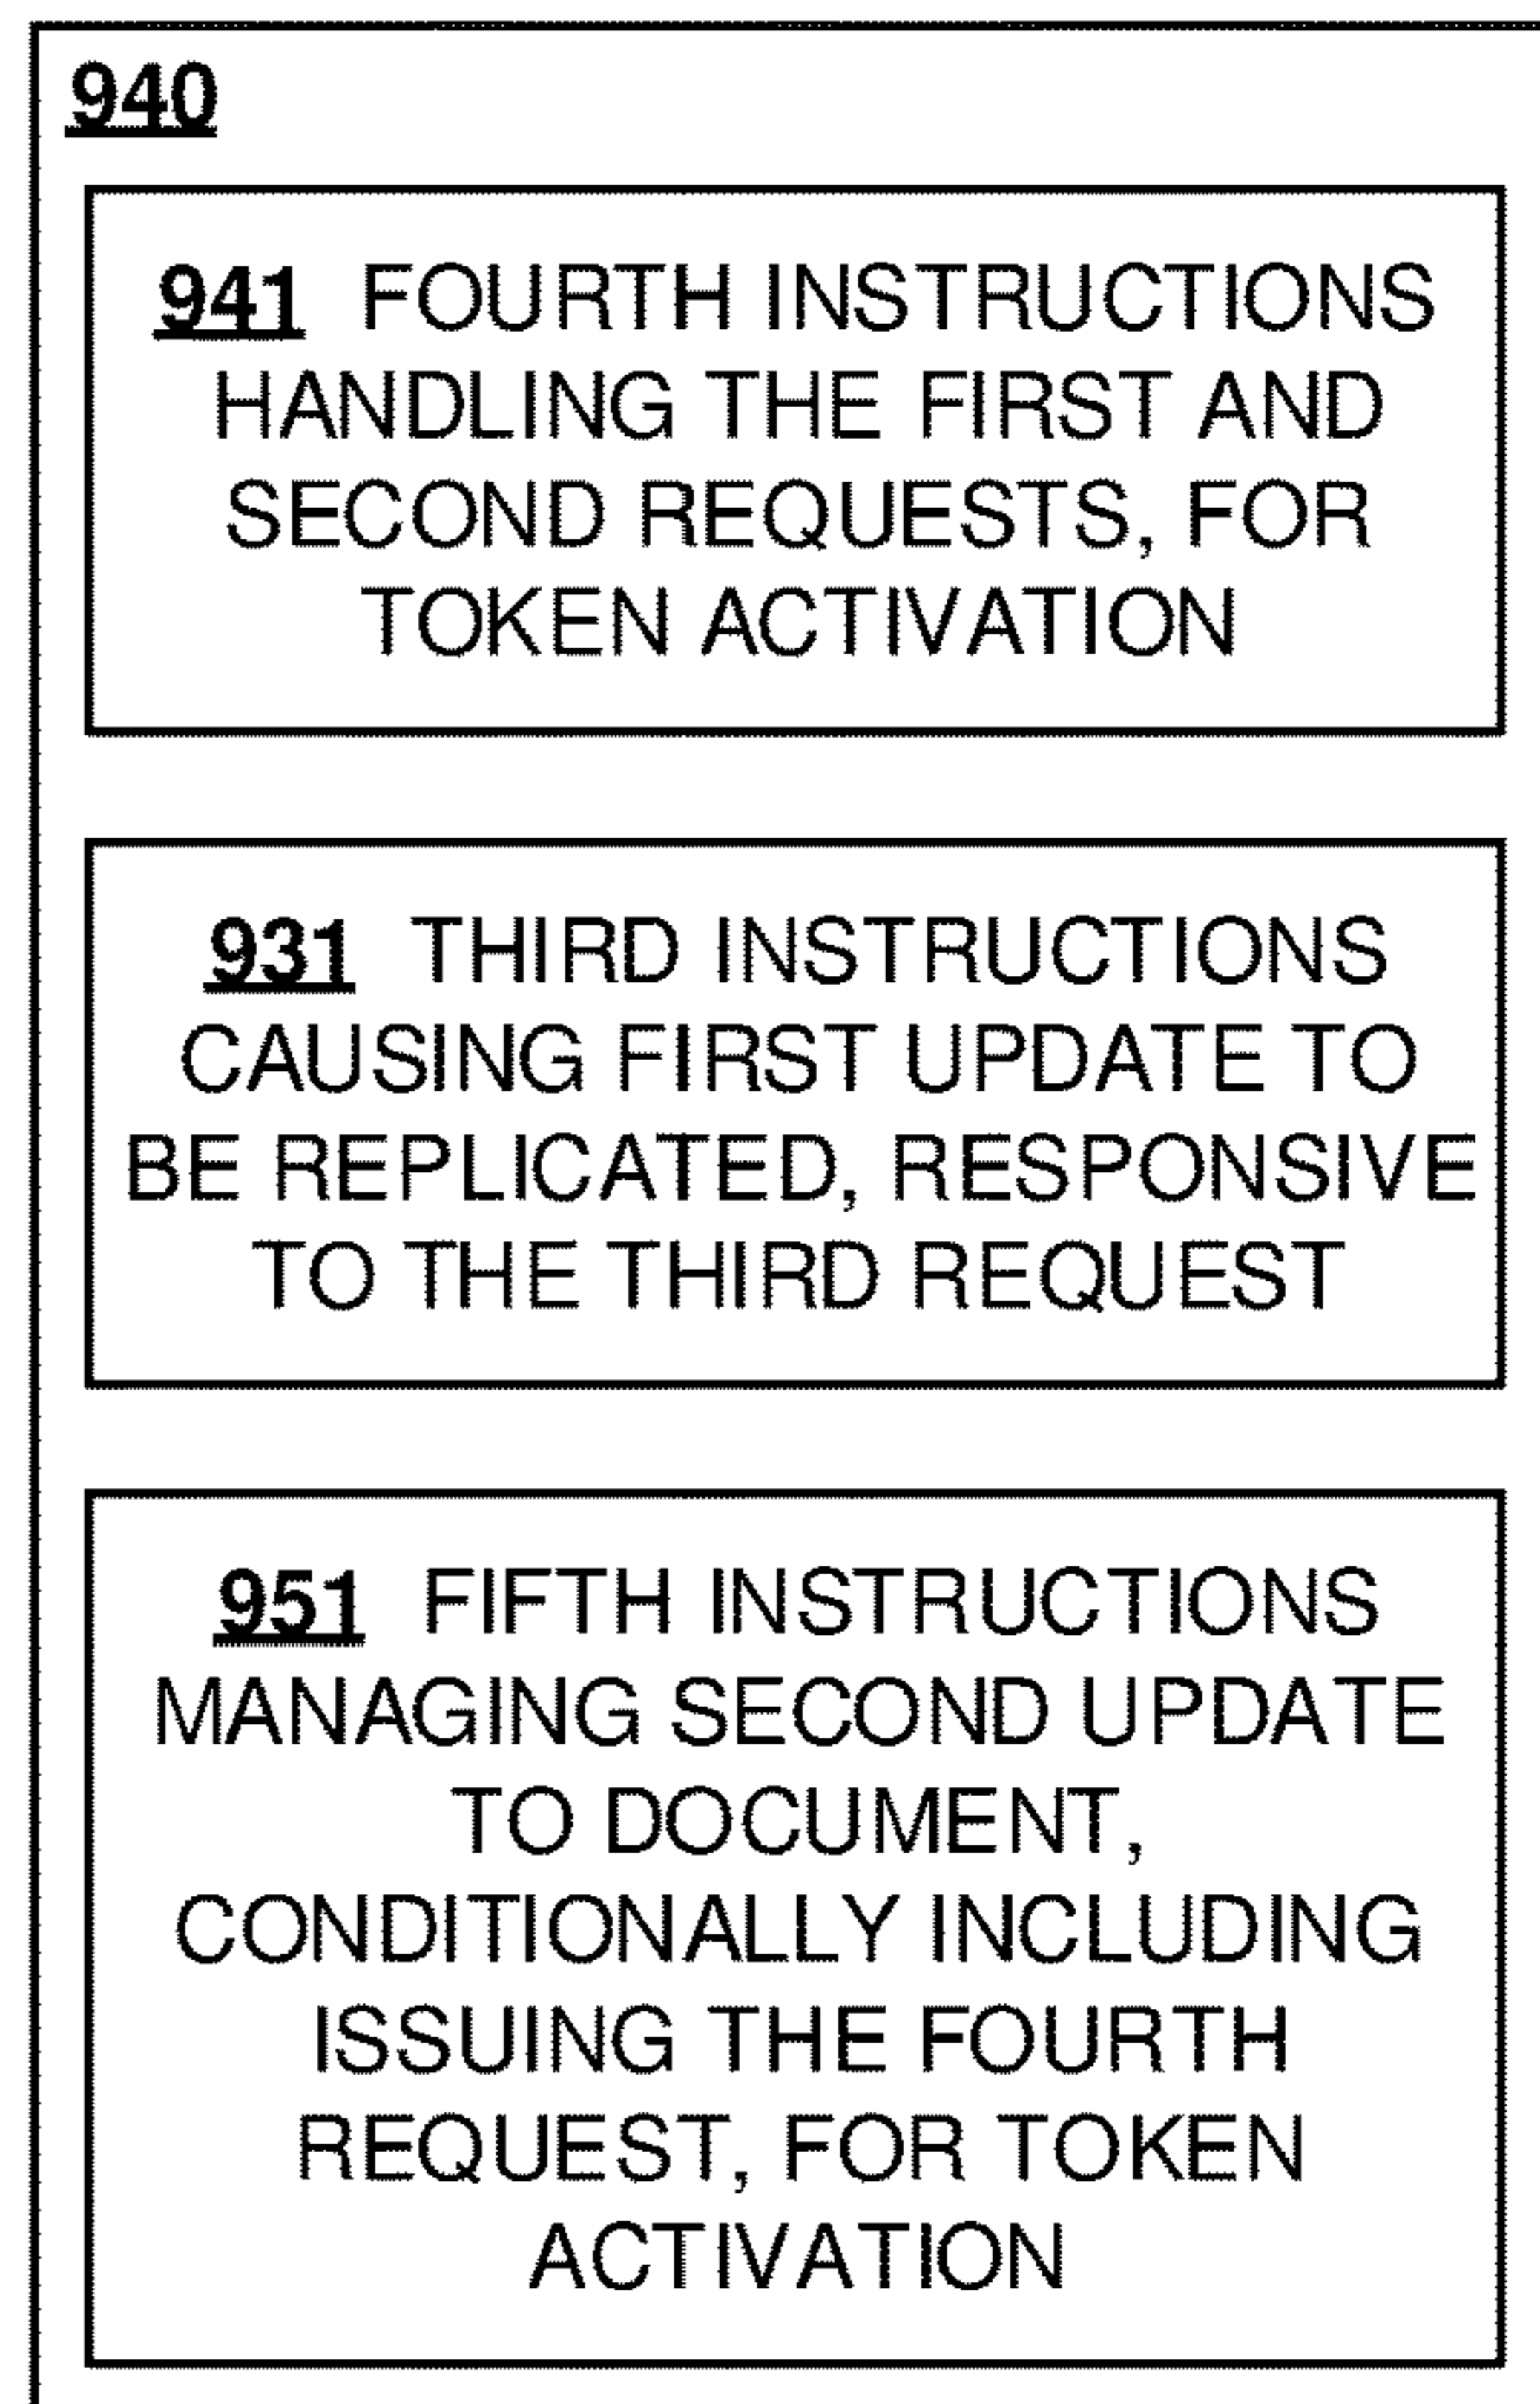 940
941 FOURTH INSTRUCTIONS
HANDLING THE FIRST AND
SECOND REQUESTS, FOR
TOKEN ACTIVATION
931 THIRD INSTRUCTIONS
CAUSING FIRST UPDATE TO
BE REPLICATED, RESPONSIVE
TO THE THIRD REQUEST
951 FIFTH INSTRUCTIONS
MANAGING SECOND UPDATE
TO DOCUMENT,
CONDITIONALLY INCLUDING
ISSUING THE FOURTH
REQUEST, FOR TOKEN
ACTIVATION